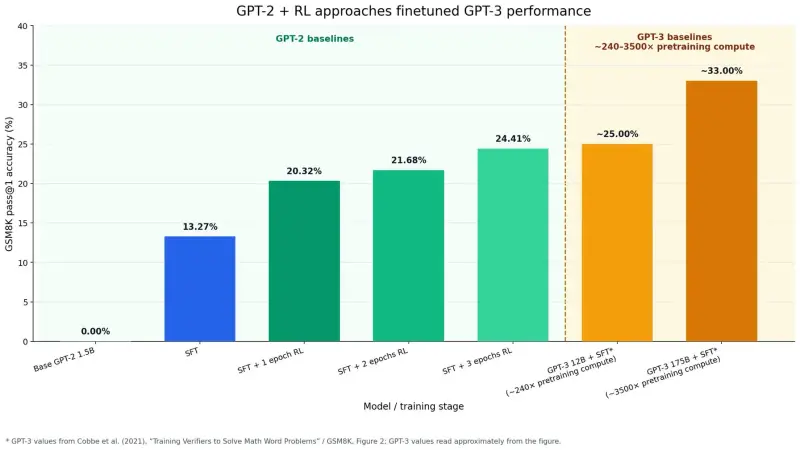 GPT-2 + RL approaches finetuned GPT-3 performance
GPT-2 baselines
GPT-3 baselines
~240–3500× pretraining compute
GSM8K pass@1 accuracy (%)
40
35
30
25
20
15
10
5
0
0.00%
13.27%
20.32%
21.68%
24.41%
~25.00%
~33.00%
Base GPT-2 1.5B
SFT
SFT + 1 epoch RL
SFT + 2 epochs RL
SFT + 3 epochs RL
GPT-3 12B + SFT*
(~240× pretraining compute)
GPT-3 175B + SFT*
(~3500× pretraining compute)
Model / training stage
* GPT-3 values from Cobbe et al. (2021), "Training Verifiers to Solve Math Word Problems" / GSM8K, Figure 2; GPT-3 values read approximately from the figure.